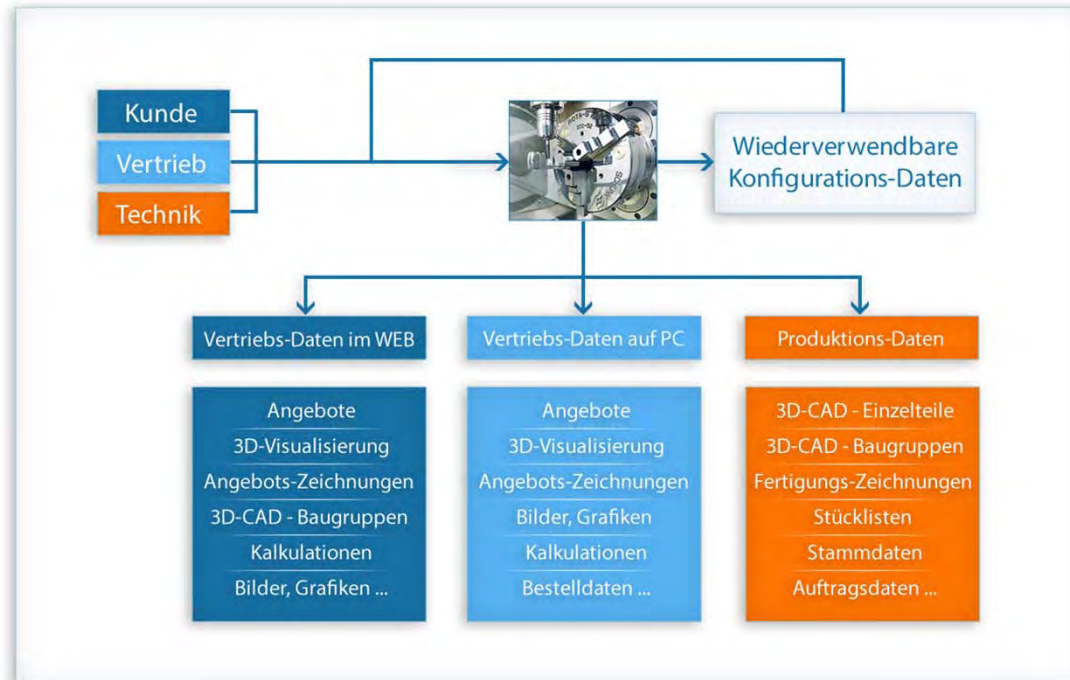 Kunde
Vertrieb
Technik
Wiederverwendbare
Konfigurations-Daten
Vertriebs-Daten im WEB
Angebote
3D-Visualisierung
Angebots-Zeichnungen
3D-CAD - Baugruppen
Kalkulationen
Bilder, Grafiken ...
Vertriebs-Daten auf PC
Angebote
3D-Visualisierung
Angebots-Zeichnungen
Bilder, Grafiken
Kalkulationen
Bestelldaten ...
Produktions-Daten
3D-CAD - Einzelteile
3D-CAD - Baugruppen
Fertigungs-Zeichnungen
Stücklisten
Stammdaten
Auftragsdaten ...